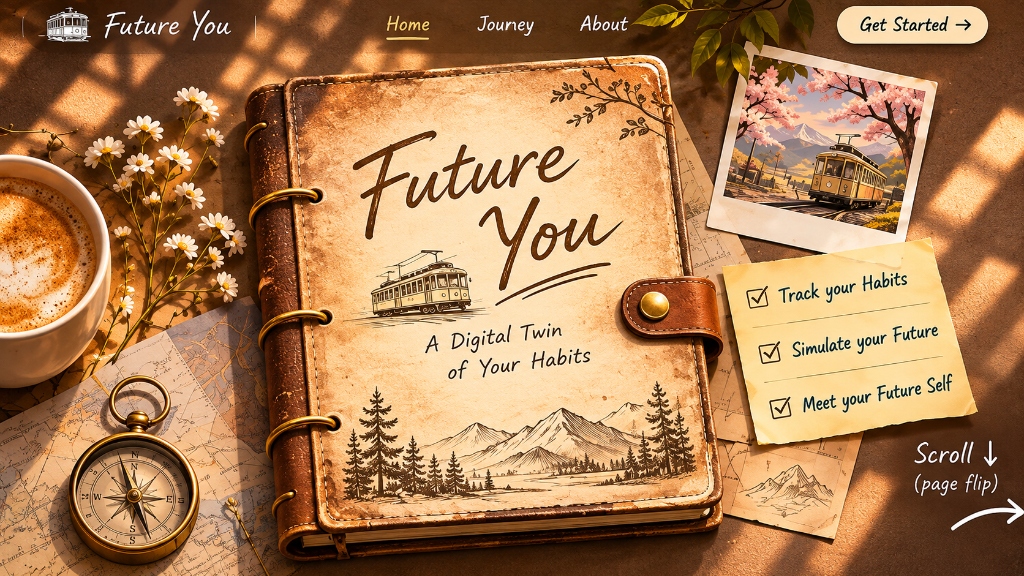 Future You
Home
Journey
About
Get Started →
Future
You
A Digital Twin
of Your Habits
Track your Habits
Simulate your Future
Meet your Future Self
Scroll ↓
(page flip)
N
E
S
W